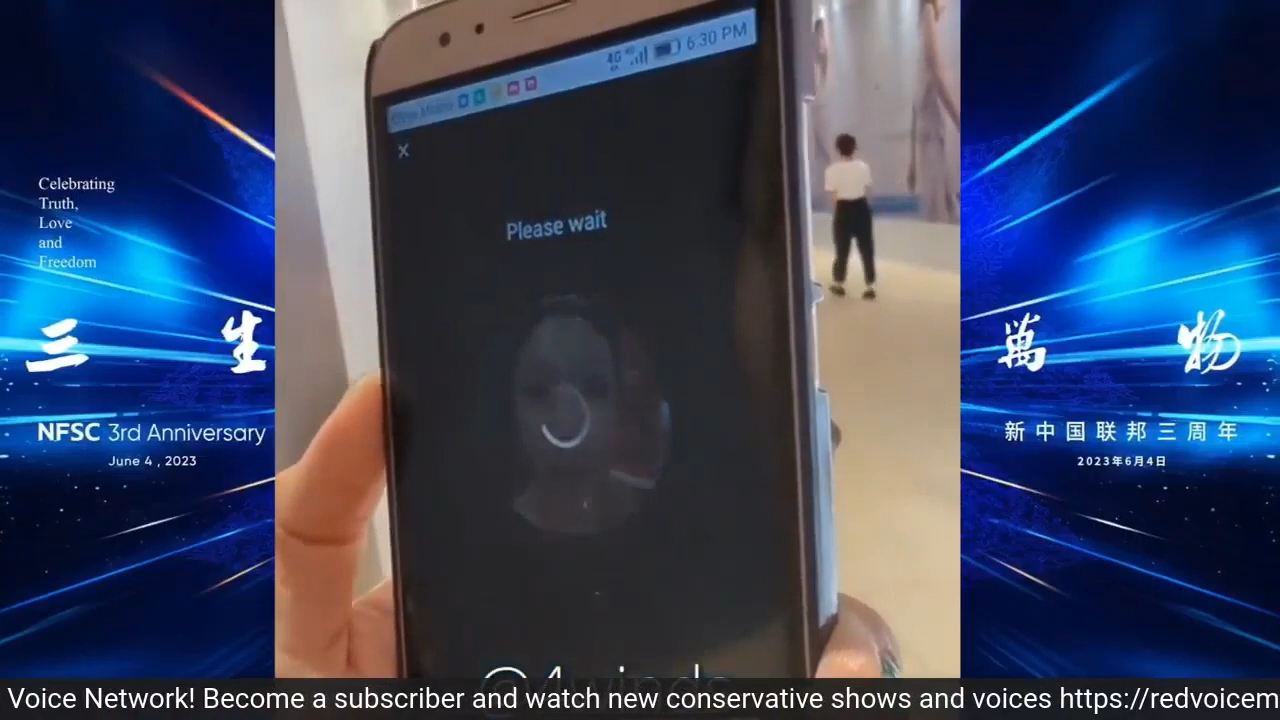 Celebrating
Truth,
Love
and
Freedom
三 生
NFSC 3rd Anniversary
June 4 , 2023
4G 6:30 PM
Please wait
@4winds
萬 物
新中国联邦三周年
2023年6月4日
Voice Network! Become a subscriber and watch new conservative shows and voices https://redvoicem